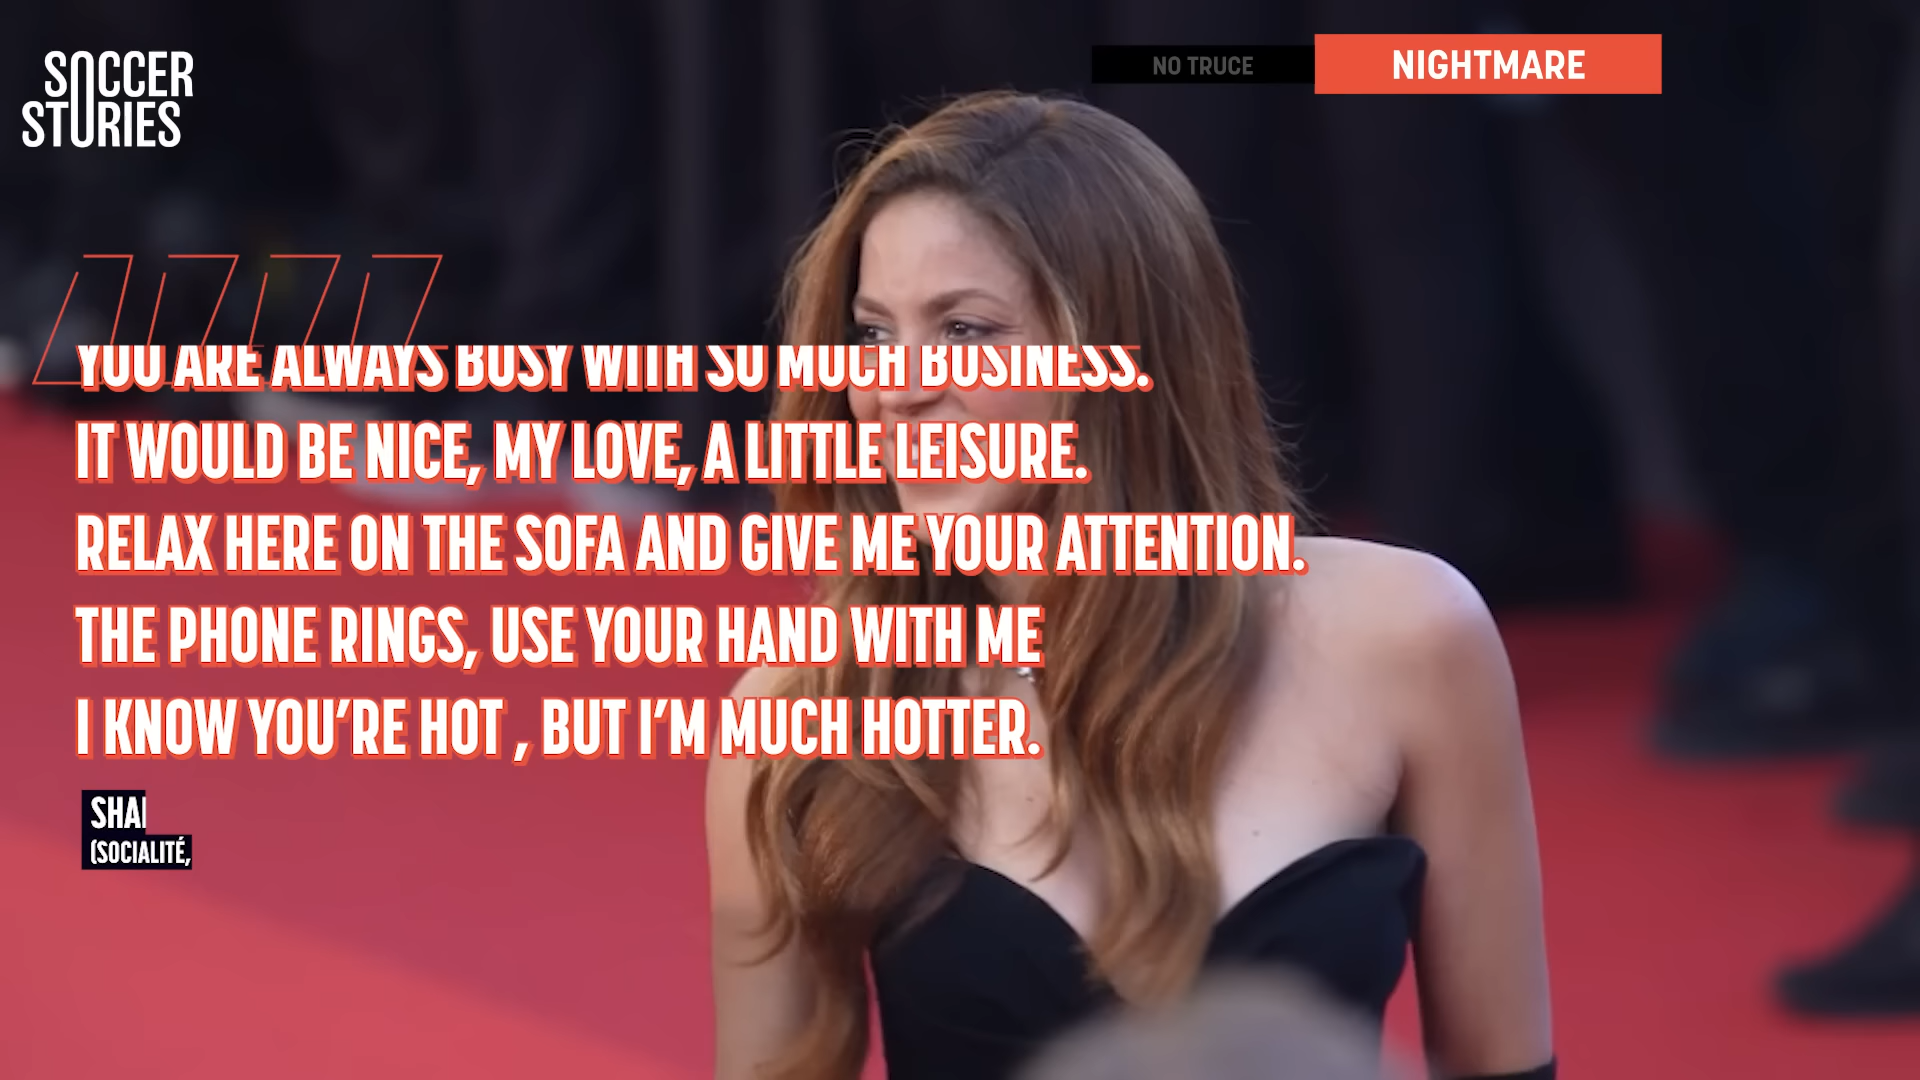 SOCCER
STORIES
NO TRUCE
NIGHTMARE
YOU ARE ALWAYS BUSY WITH SO MUCH BUSINESS.
IT WOULD BE NICE, MY LOVE, A LITTLE LEISURE.
RELAX HERE ON THE SOFA AND GIVE ME YOUR ATTENTION.
THE PHONE RINGS, USE YOUR HAND WITH ME
I KNOW YOU’RE HOT , BUT I’M MUCH HOTTER.
SHAI
(SOCIALITÉ,